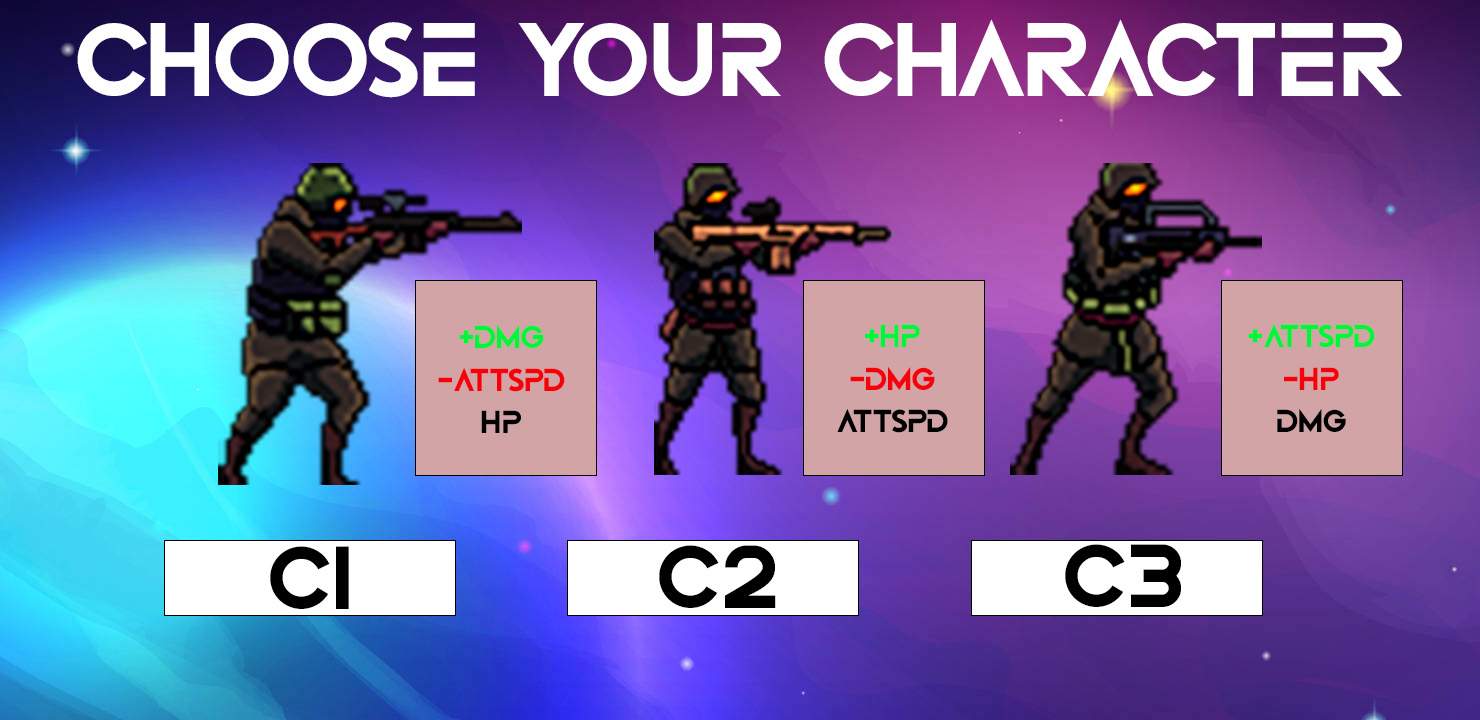 CHOOSE YOUR CHARACTER
+DMG
-ATTSPD
HP
+HP
-DMG
ATTSPD
+ATTSPD
-HP
DMG
C1
C2
C3